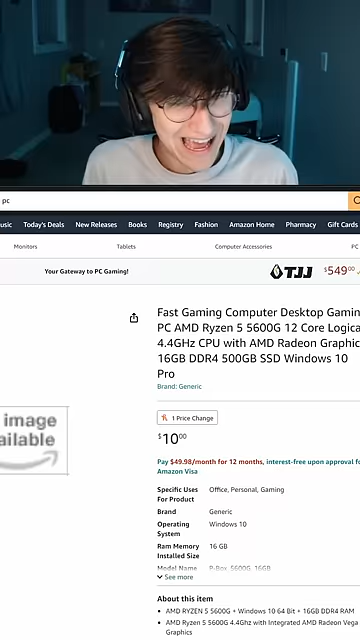 pc
usic Today's Deals New Releases Books Registry Fashion Amazon Home Pharmacy Gift Cards
Monitors Tablets Computer Accessories PC
Your Gateway to PC Gaming! TJJ $549⁰⁰
Fast Gaming Computer Desktop Gamin
PC AMD Ryzen 5 5600G 12 Core Logica
4.4GHz CPU with AMD Radeon Graphic
16GB DDR4 500GB SSD Windows 10
Pro
Brand: Generic
image
ailable
1 Price Change
$10⁰⁰
Pay $49.98/month for 12 months, interest-free upon approval fo
Amazon Visa
Specific Uses Office, Personal, Gaming
For Product
Brand Generic
Operating Windows 10
System
Ram Memory 16 GB
Installed Size
Model Name P-Box, 5600G, 16GB
See more
About this item
• AMD RYZEN 5 5600G + Windows 10 64 Bit + 16GB DDR4 RAM
• AMD Ryzen 5 5600G 4.4Ghz with Integrated AMD Radeon Vega
Graphics